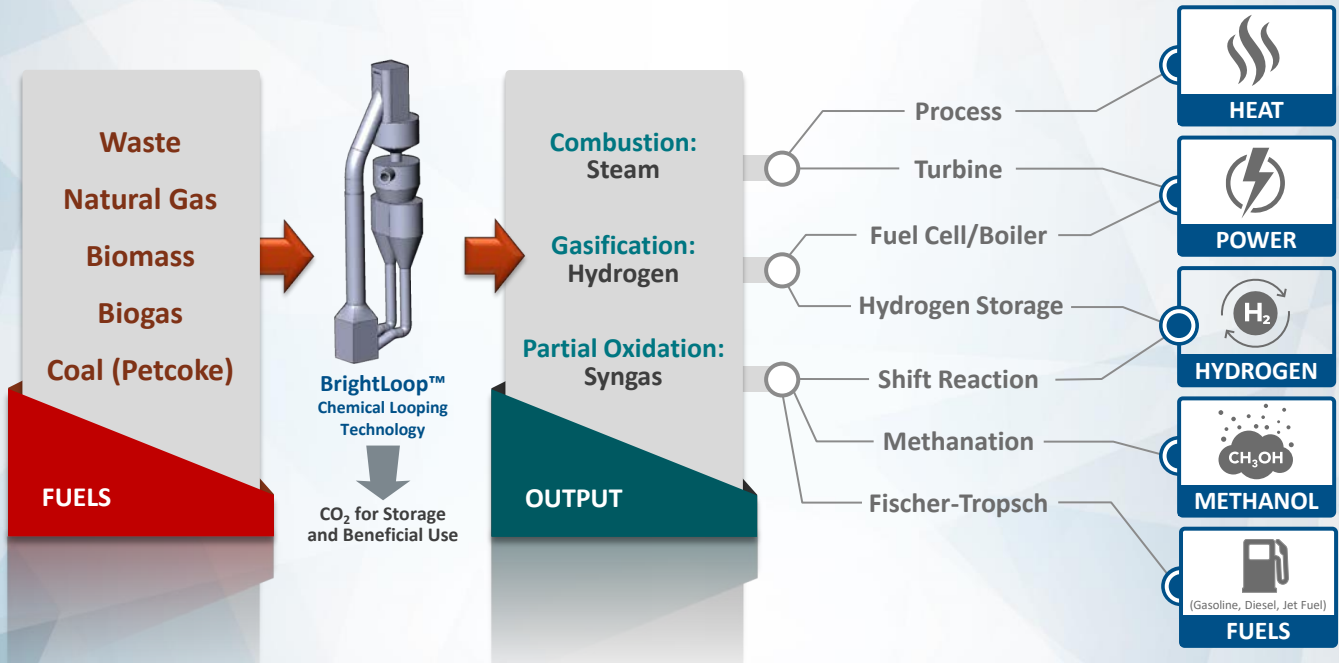 Waste
Natural Gas
Biomass
Biogas
Coal (Petcoke)
FUELS
BrightLoop™
Chemical Looping
Technology
CO₂ for Storage
and Beneficial Use
Combustion:
Steam
Gasification:
Hydrogen
Partial Oxidation:
Syngas
OUTPUT
Process
Turbine
Fuel Cell/Boiler
Hydrogen Storage
Shift Reaction
Methanation
Fischer-Tropsch
HEAT
POWER
H₂
HYDROGEN
CH₃OH
METHANOL
(Gasoline, Diesel, Jet Fuel)
FUELS